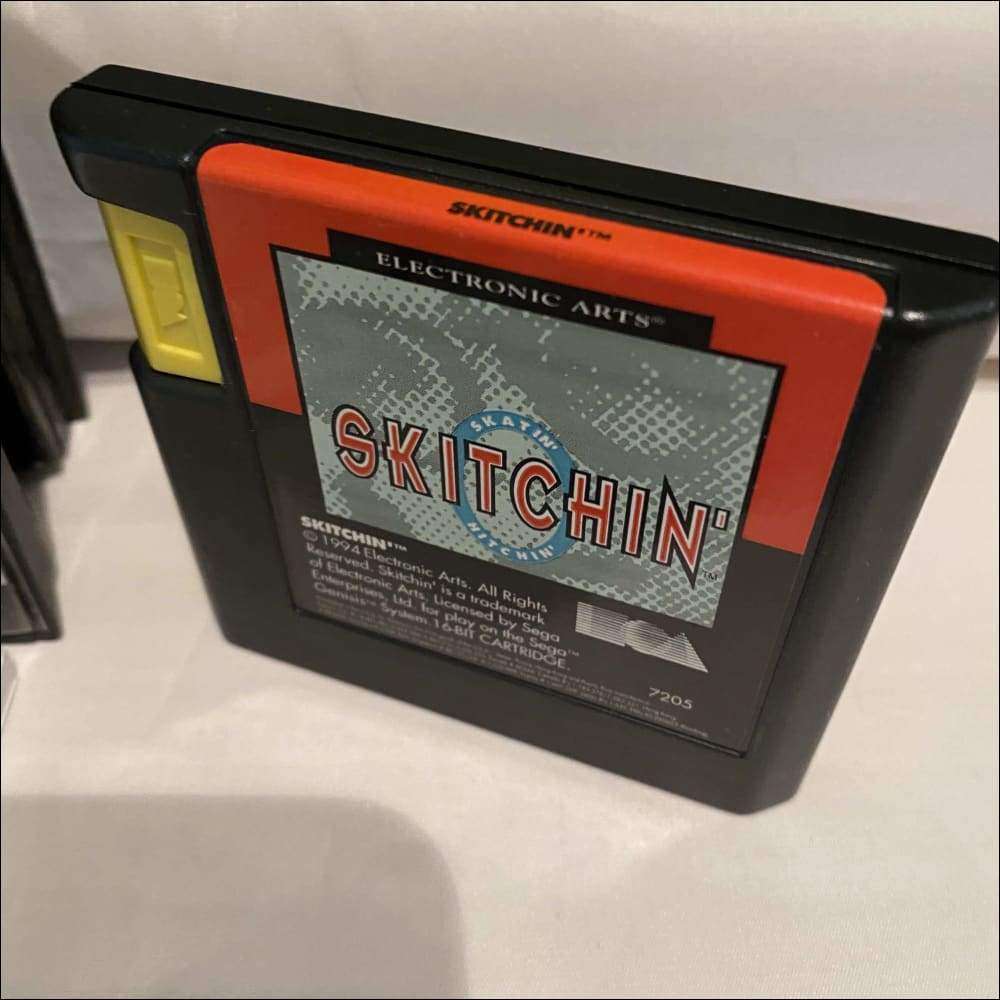 SKITCHIN'™
ELECTRONIC ARTS®
SKATIN'
SKITCHIN'™
HITCHIN'
SKITCHIN'™
© 1994 Electronic Arts. All Rights
Reserved. Skitchin' is a trademark
of Electronic Arts. Licensed by Sega
Enterprises, Ltd. for play on the Sega™
Genesis™ System 16-BIT CARTRIDGE.
EA
7205